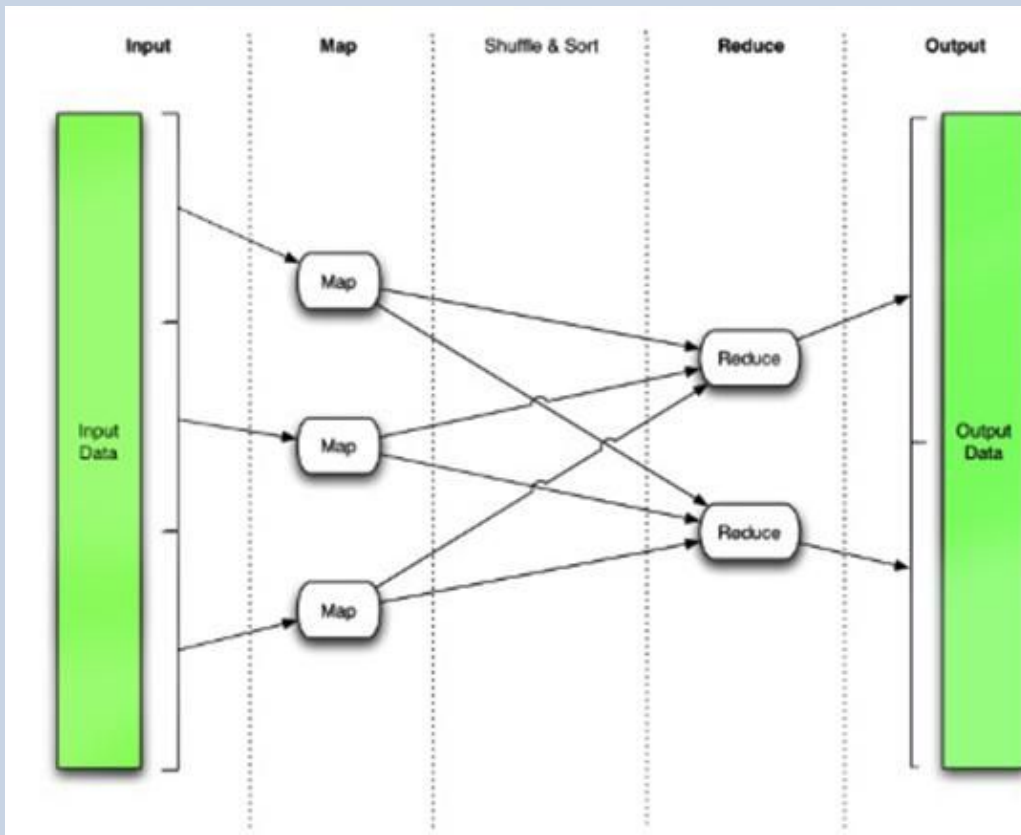 Input
Map
Shuffle & Sort
Reduce
Output
Map
Reduce
Input
Data
Map
Output
Data
Reduce
Map